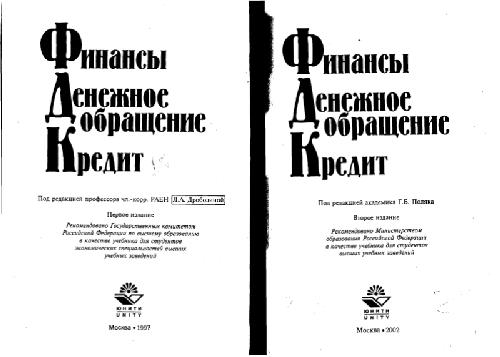 Финансы
Денежное
обращение
Кредит
Под редакцией профессора чл.-корр. РАЕН Л.А. Дробозиной
Первое издание
Рекомендовано Государственным комитетом
Российской Федерации по высшему образованию
в качестве учебника для студентов
экономических специальностей высших
учебных заведений
ЮНИТИ
UNITY
Москва • 1997
Финансы
Денежное
обращение
Кредит
Под редакцией академика Г.Б. Поляка
Второе издание
Рекомендовано Министерством
образования Российской Федерации
в качестве учебника для студентов
высших учебных заведений
ЮНИТИ
UNITY
Москва • 2002